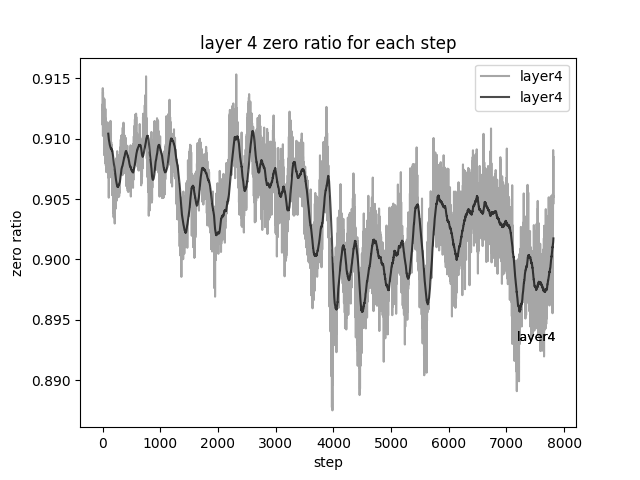 layer 4 zero ratio for each step
layer4
layer4
0.915
0.910
0.905
0.900
0.895
0.890
zero ratio
layer4
0 1000 2000 3000 4000 5000 6000 7000 8000
step